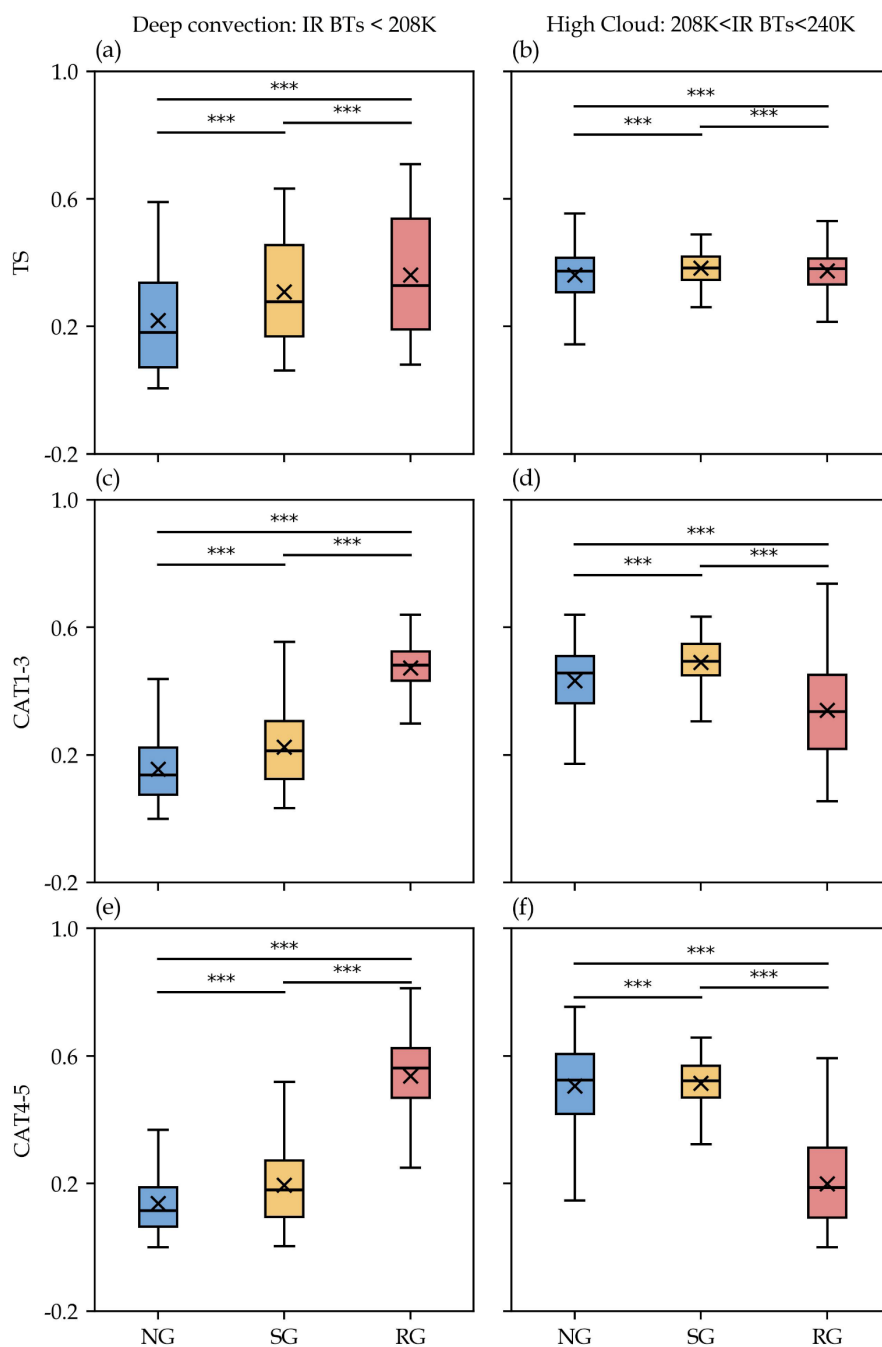 Deep convection: IR BTs < 208K
High Cloud: 208K<IR BTs<240K
(a)
(b)
1.0
0.6
0.2
-0.2
TS
***
***
***
***
***
***
(c)
(d)
1.0
0.6
0.2
-0.2
CAT1-3
***
***
***
***
***
***
(e)
(f)
1.0
0.6
0.2
-0.2
CAT4-5
***
***
***
***
***
***
NG SG RG
NG SG RG